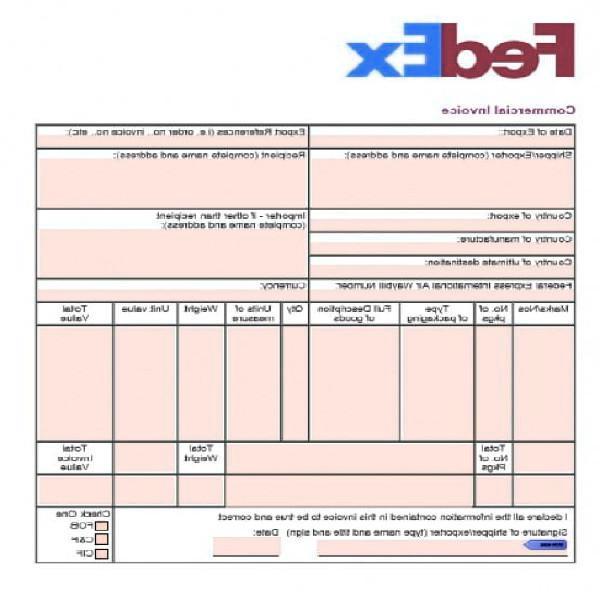 FedEx
Commercial Invoice
Date of Export:
Export References (i.e. order no., invoice no., etc):
Shipper/Exporter (complete name and address):
Recipient (complete name and address):
Country of export:
Importer - if other than recipient
(complete name and address):
Country of manufacture:
Country of ultimate destination:
Federal Express International Air Waybill Number:
Currency:
Marks/Nos
No. of
pkgs
Type
of packaging
Full Description
of goods
Qty
Units of
measure
Weight
Unit value
Total
Value
Total
No. of
Pkgs
Total
Weight
Total
Invoice
Value
I declare all the information contained in this invoice to be true and correct
Signature of shipper/exporter (type name and title and sign)
Date:
Check One
FOB
C&F
CIF